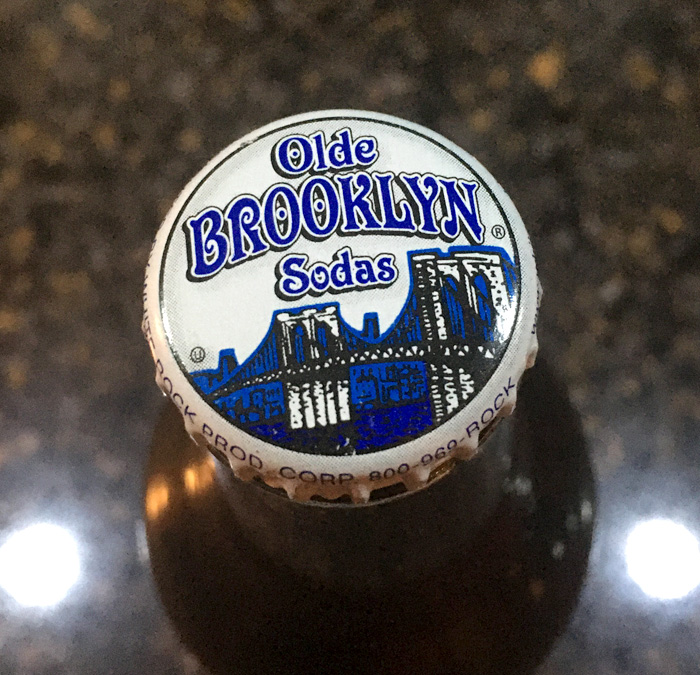 Olde
BROOKLYN
®
Sodas
ROCK PROD. CORP. 800-969-ROCK